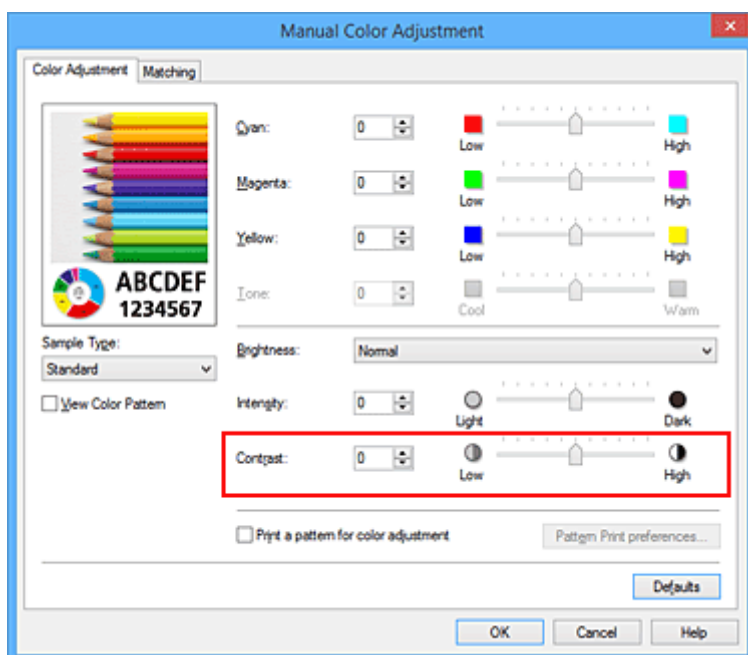 Manual Color Adjustment
Color Adjustment Matching
ABCDEF
1234567
Sample Type:
Standard
View Color Pattern
Cyan: 0 Low High
Magenta: 0 Low High
Yellow: 0 Low High
Tone: 0 Cool Warm
Brightness: Normal
Intensity: 0 Light Dark
Contrast: 0 Low High
Print a pattern for color adjustment Pattern Print preferences...
Defaults
OK Cancel Help